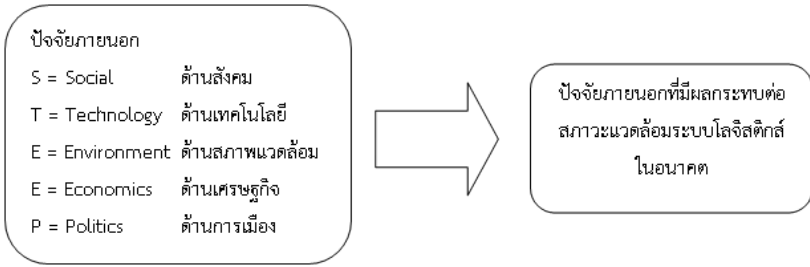 ปัจจัยภายนอก
S = Social ด้านสังคม
T = Technology ด้านเทคโนโลยี
E = Environment ด้านสภาพแวดล้อม
E = Economics ด้านเศรษฐกิจ
P = Politics ด้านการเมือง
ปัจจัยภายนอกที่มีผลกระทบต่อ
สภาวะแวดล้อมระบบโลจิสติกส์
ในอนาคต